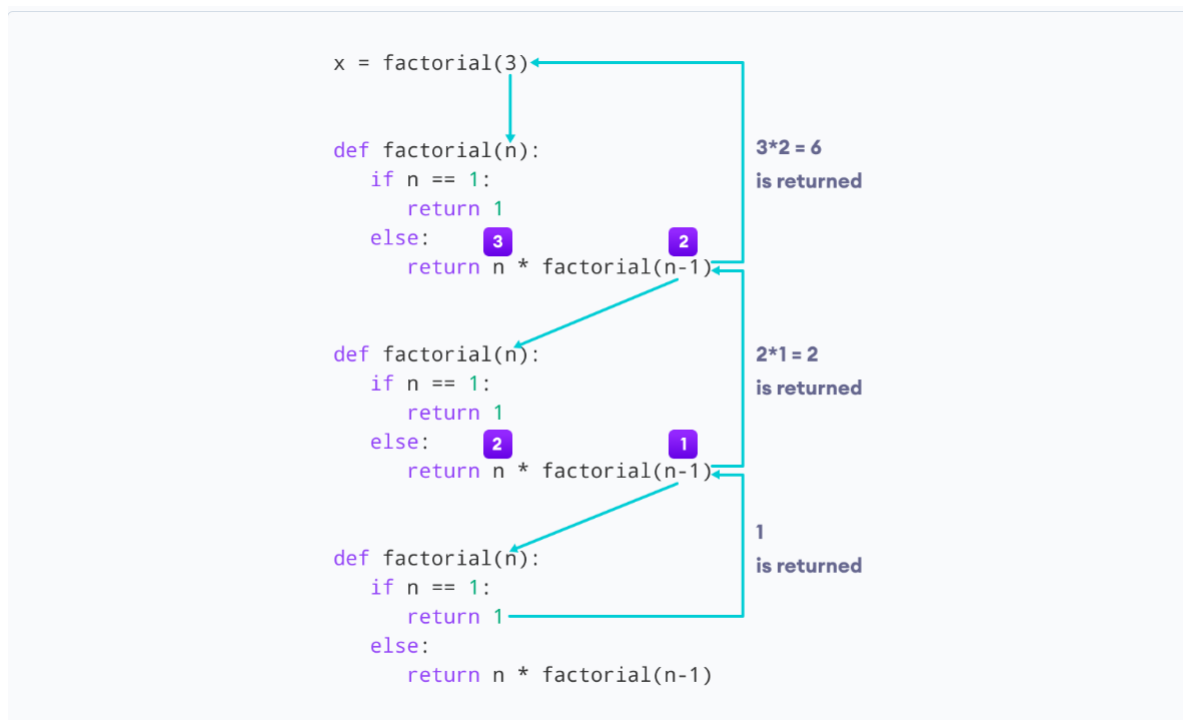 x = factorial(3)
def factorial(n):
3*2 = 6
if n == 1:
is returned
return 1
else:
3
2
return n * factorial(n-1)
def factorial(n):
2*1 = 2
if n == 1:
is returned
return 1
else:
2
1
return n * factorial(n-1)
1
def factorial(n):
is returned
if n == 1:
return 1
else:
return n * factorial(n-1)